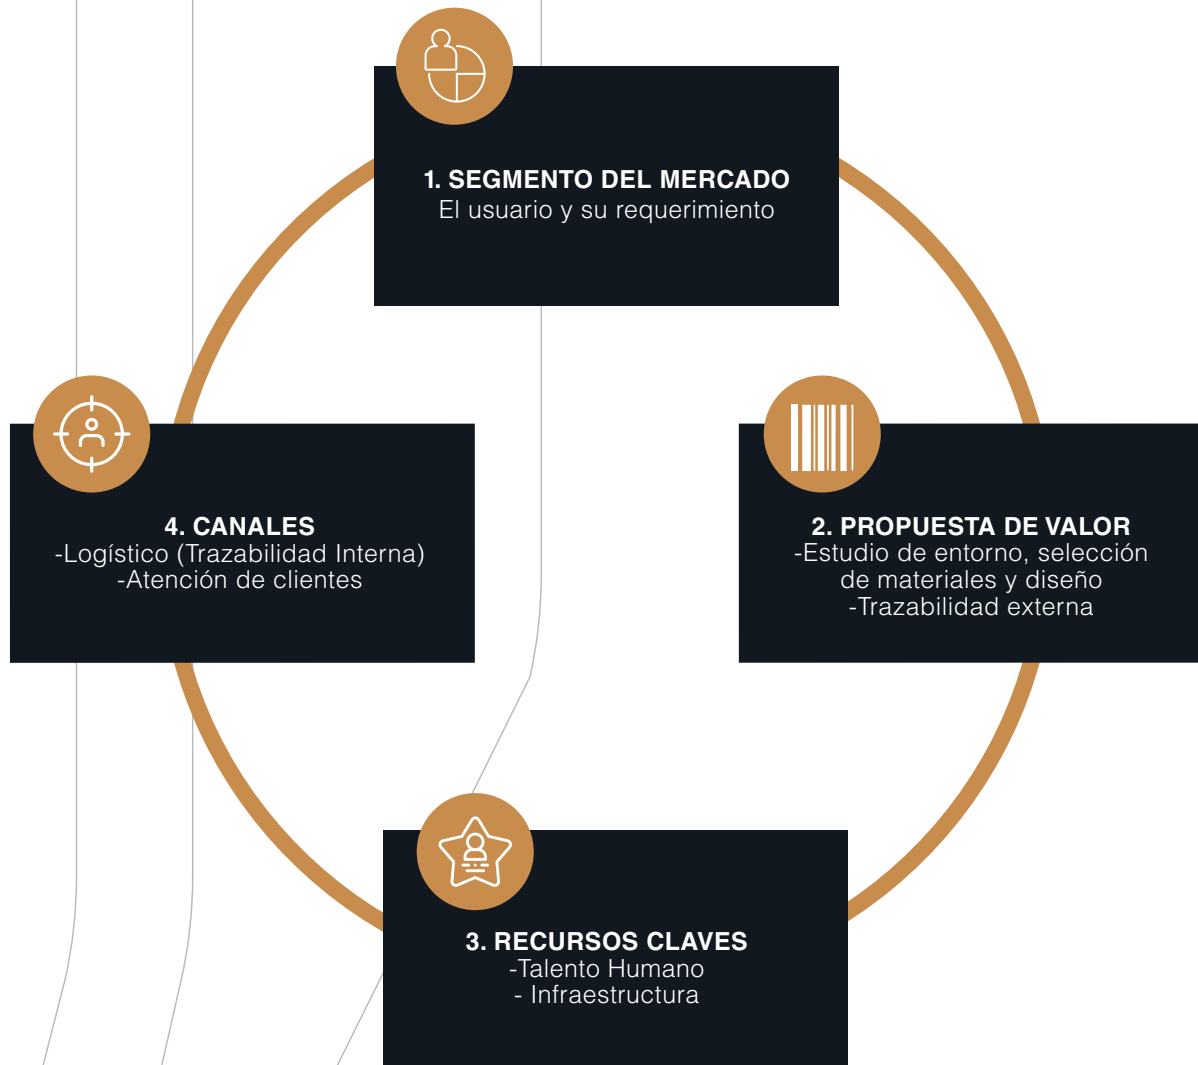 1. SEGMENTO DEL MERCADO
El usuario y su requerimiento
2. PROPUESTA DE VALOR
-Estudio de entorno, selección
de materiales y diseño
-Trazabilidad externa
3. RECURSOS CLAVES
-Talento Humano
- Infraestructura
4. CANALES
-Logístico (Trazabilidad Interna)
-Atención de clientes